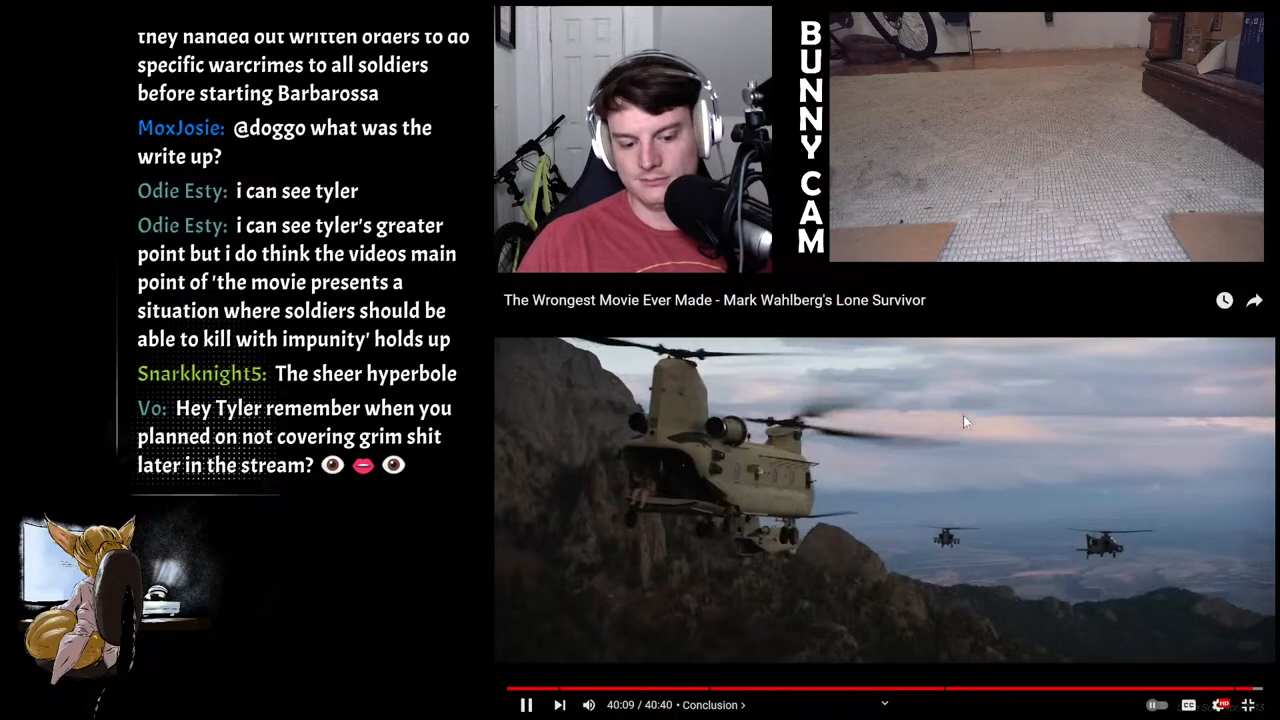 they handed out written orders to do
specific warcrimes to all soldiers
before starting Barbarossa
MoxJosie: @doggo what was the
write up?
Odie Esty: i can see tyler
Odie Esty: i can see tyler's greater
point but i do think the videos main
point of 'the movie presents a
situation where soldiers should be
able to kill with impunity' holds up
Snarkknight5: The sheer hyperbole
Vo: Hey Tyler remember when you
planned on not covering grim shit
later in the stream? 👁️ 👄 👁️
BUNNY CAM
The Wrongest Movie Ever Made - Mark Wahlberg's Lone Survivor
40:09 / 40:40 • Conclusion ›
CC
HD